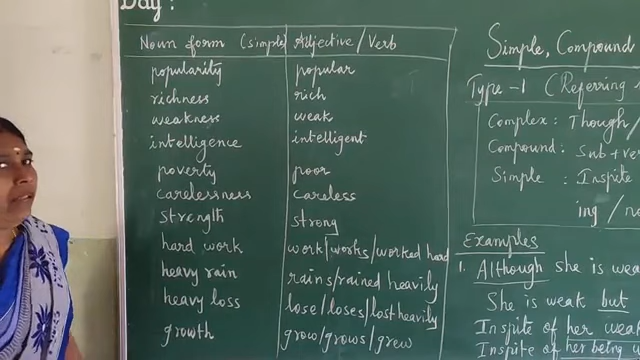 Day:
Noun form (simple) Adjective/Verb
popularity popular
richness rich
weakness weak
intelligence intelligent
poverty poor
carelessness careless
strength strong
hard work work/works/worked hard
heavy rain rains/rained heavily
heavy loss lose/loses/lost heavily
growth grow/grows/grew
Simple, Compound
Type-1 (Referring
Complex: Though/
Compound: Sub+ver
Simple : Inspite
ing/no
Examples
1. Although she is wea
She is weak but
Inspite of her weak
Inspite of her being